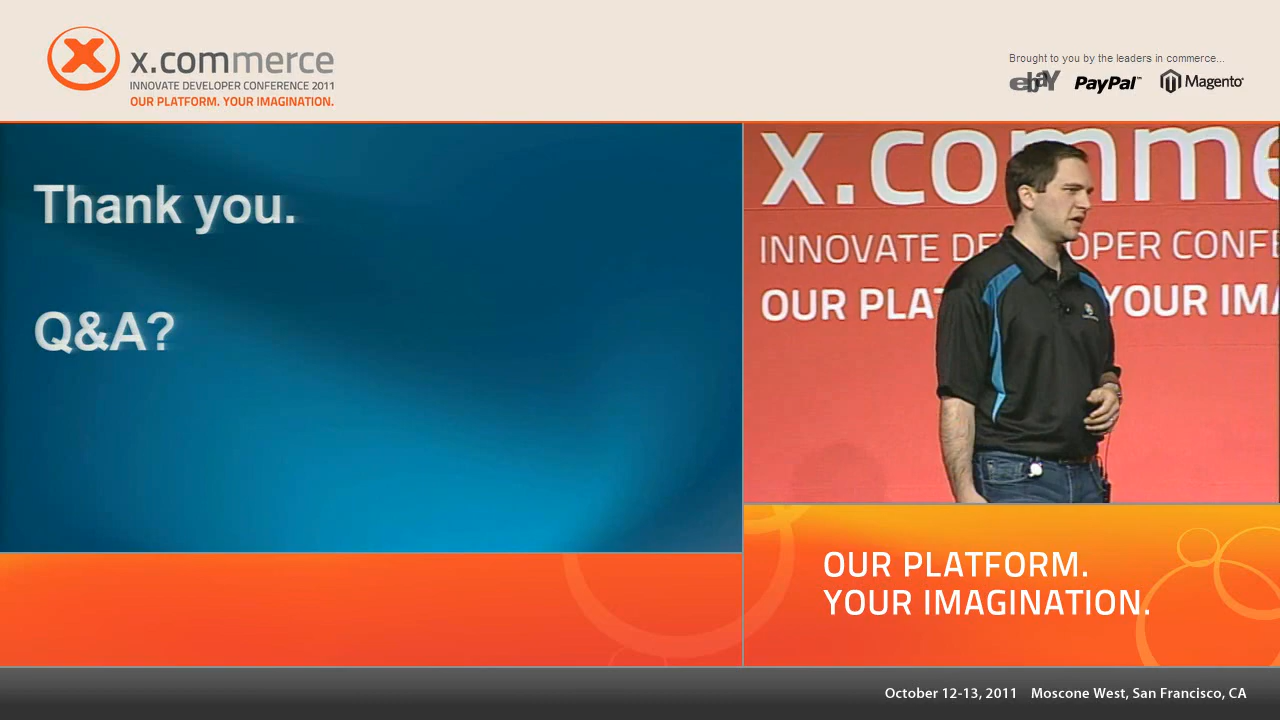 x.commerce
INNOVATE DEVELOPER CONFERENCE 2011
OUR PLATFORM. YOUR IMAGINATION.
Brought to you by the leaders in commerce...
ebaY PayPal™ Magento®
Thank you.
Q&A?
x.comme
INNOVATE DE OPER CONFE
OUR PLAT YOUR IMA
OUR PLATFORM.
YOUR IMAGINATION.
October 12-13, 2011 Moscone West, San Francisco, CA